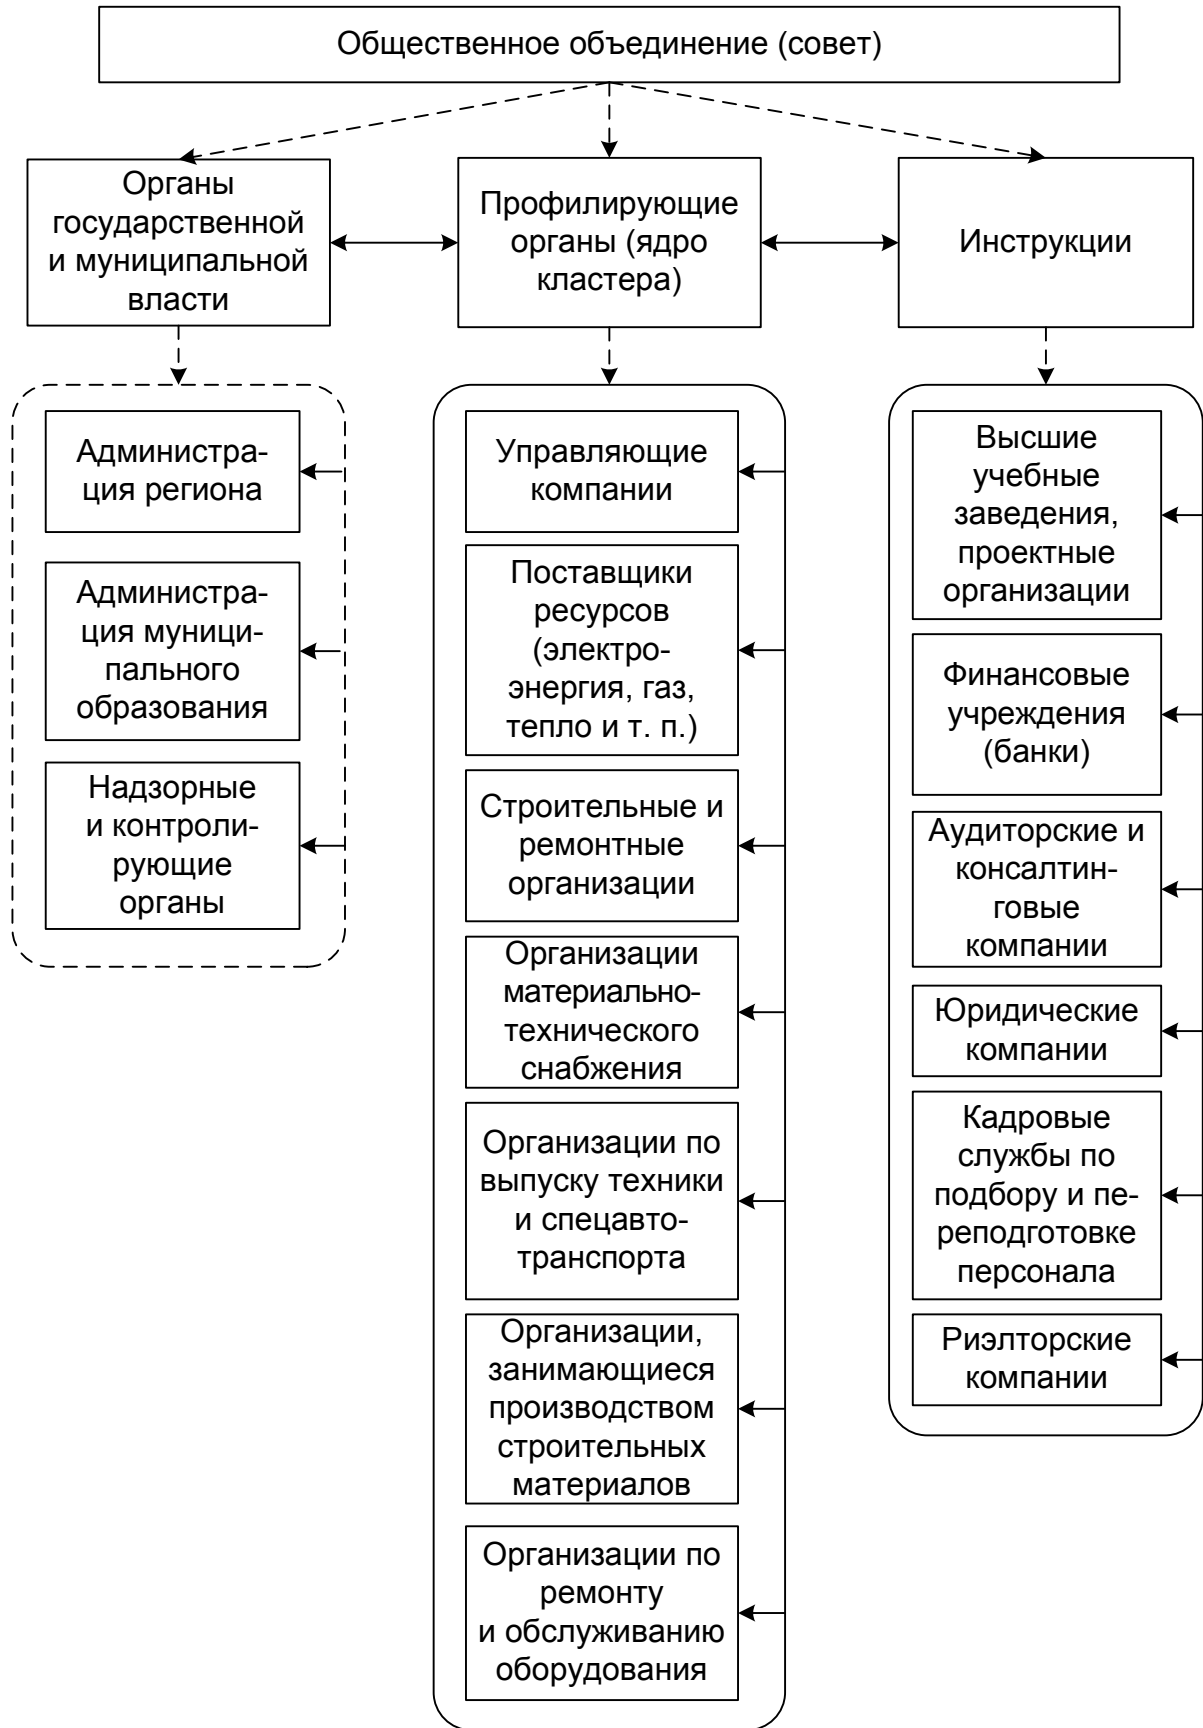 Общественное объединение (совет)
Органы
государственной
и муниципальной
власти
Профилирующие
органы (ядро
кластера)
Инструкции
Администра-
ция региона
Администра-
ция муници-
пального
образования
Надзорные
и контроли-
рующие
органы
Управляющие
компании
Поставщики
ресурсов
(электро-
энергия, газ,
тепло и т. п.)
Строительные и
ремонтные
организации
Организации
материально-
технического
снабжения
Организации по
выпуску техники
и спецавто-
транспорта
Организации,
занимающиеся
производством
строительных
материалов
Организации по
ремонту
и обслуживанию
оборудования
Высшие
учебные
заведения,
проектные
организации
Финансовые
учреждения
(банки)
Аудиторские и
консалтин-
говые
компании
Юридические
компании
Кадровые
службы по
подбору и пе-
реподготовке
персонала
Риэлторские
компании